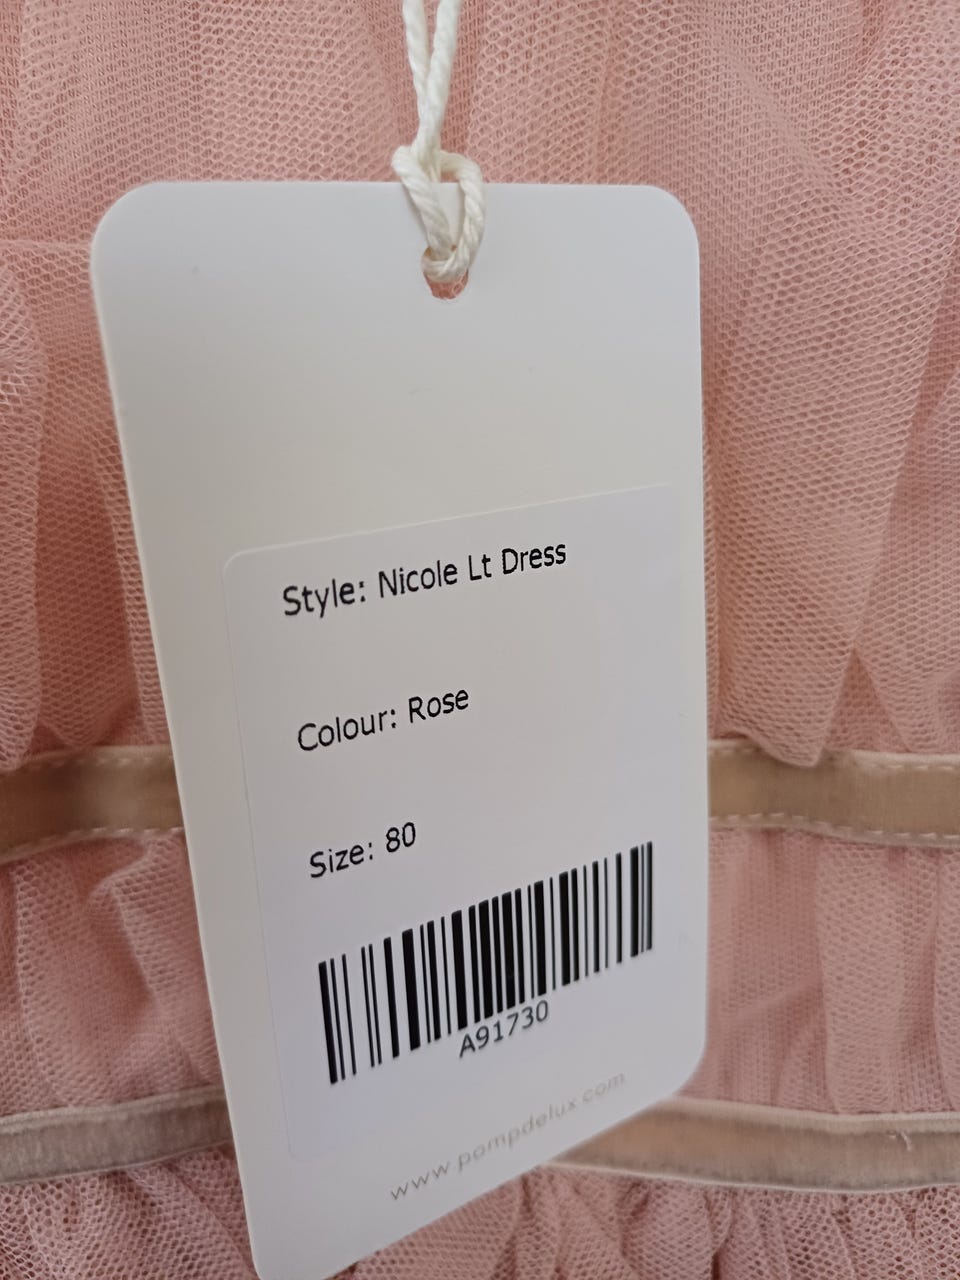 Style: Nicole Lt Dress
Colour: Rose
Size: 80
A91730
www.pompdelux.com